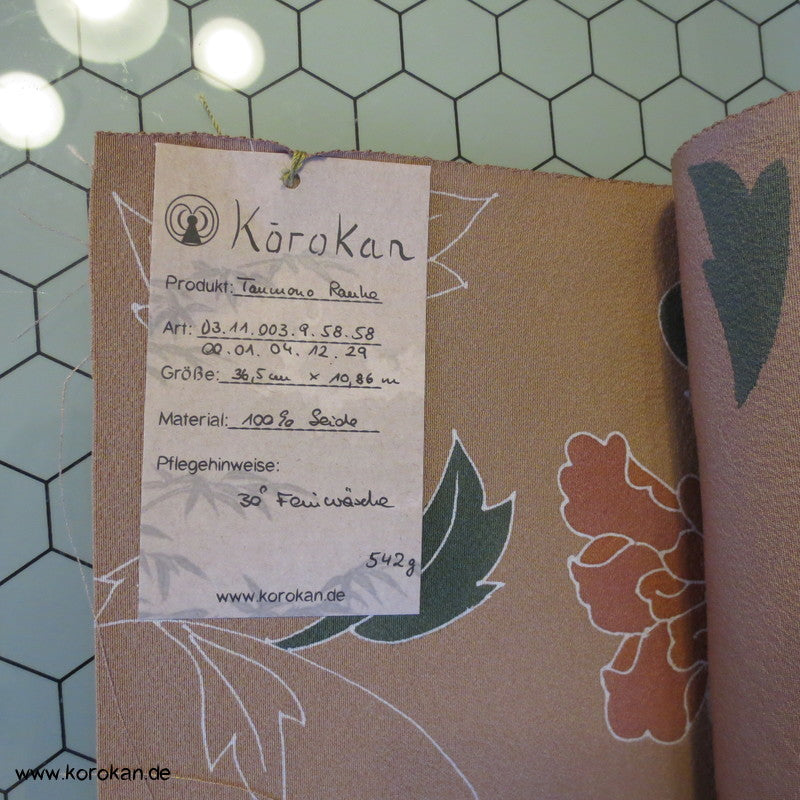 Kōrokan
Produkt: Tanmono Ranke
Art: 03.11.003.9.58.58
00.01.04.12.29
Größe: 36,5 cm x 10,86 m
Material: 100% Seide
Pflegehinweise:
30° Feinwäsche
542g
www.korokan.de
www.korokan.de